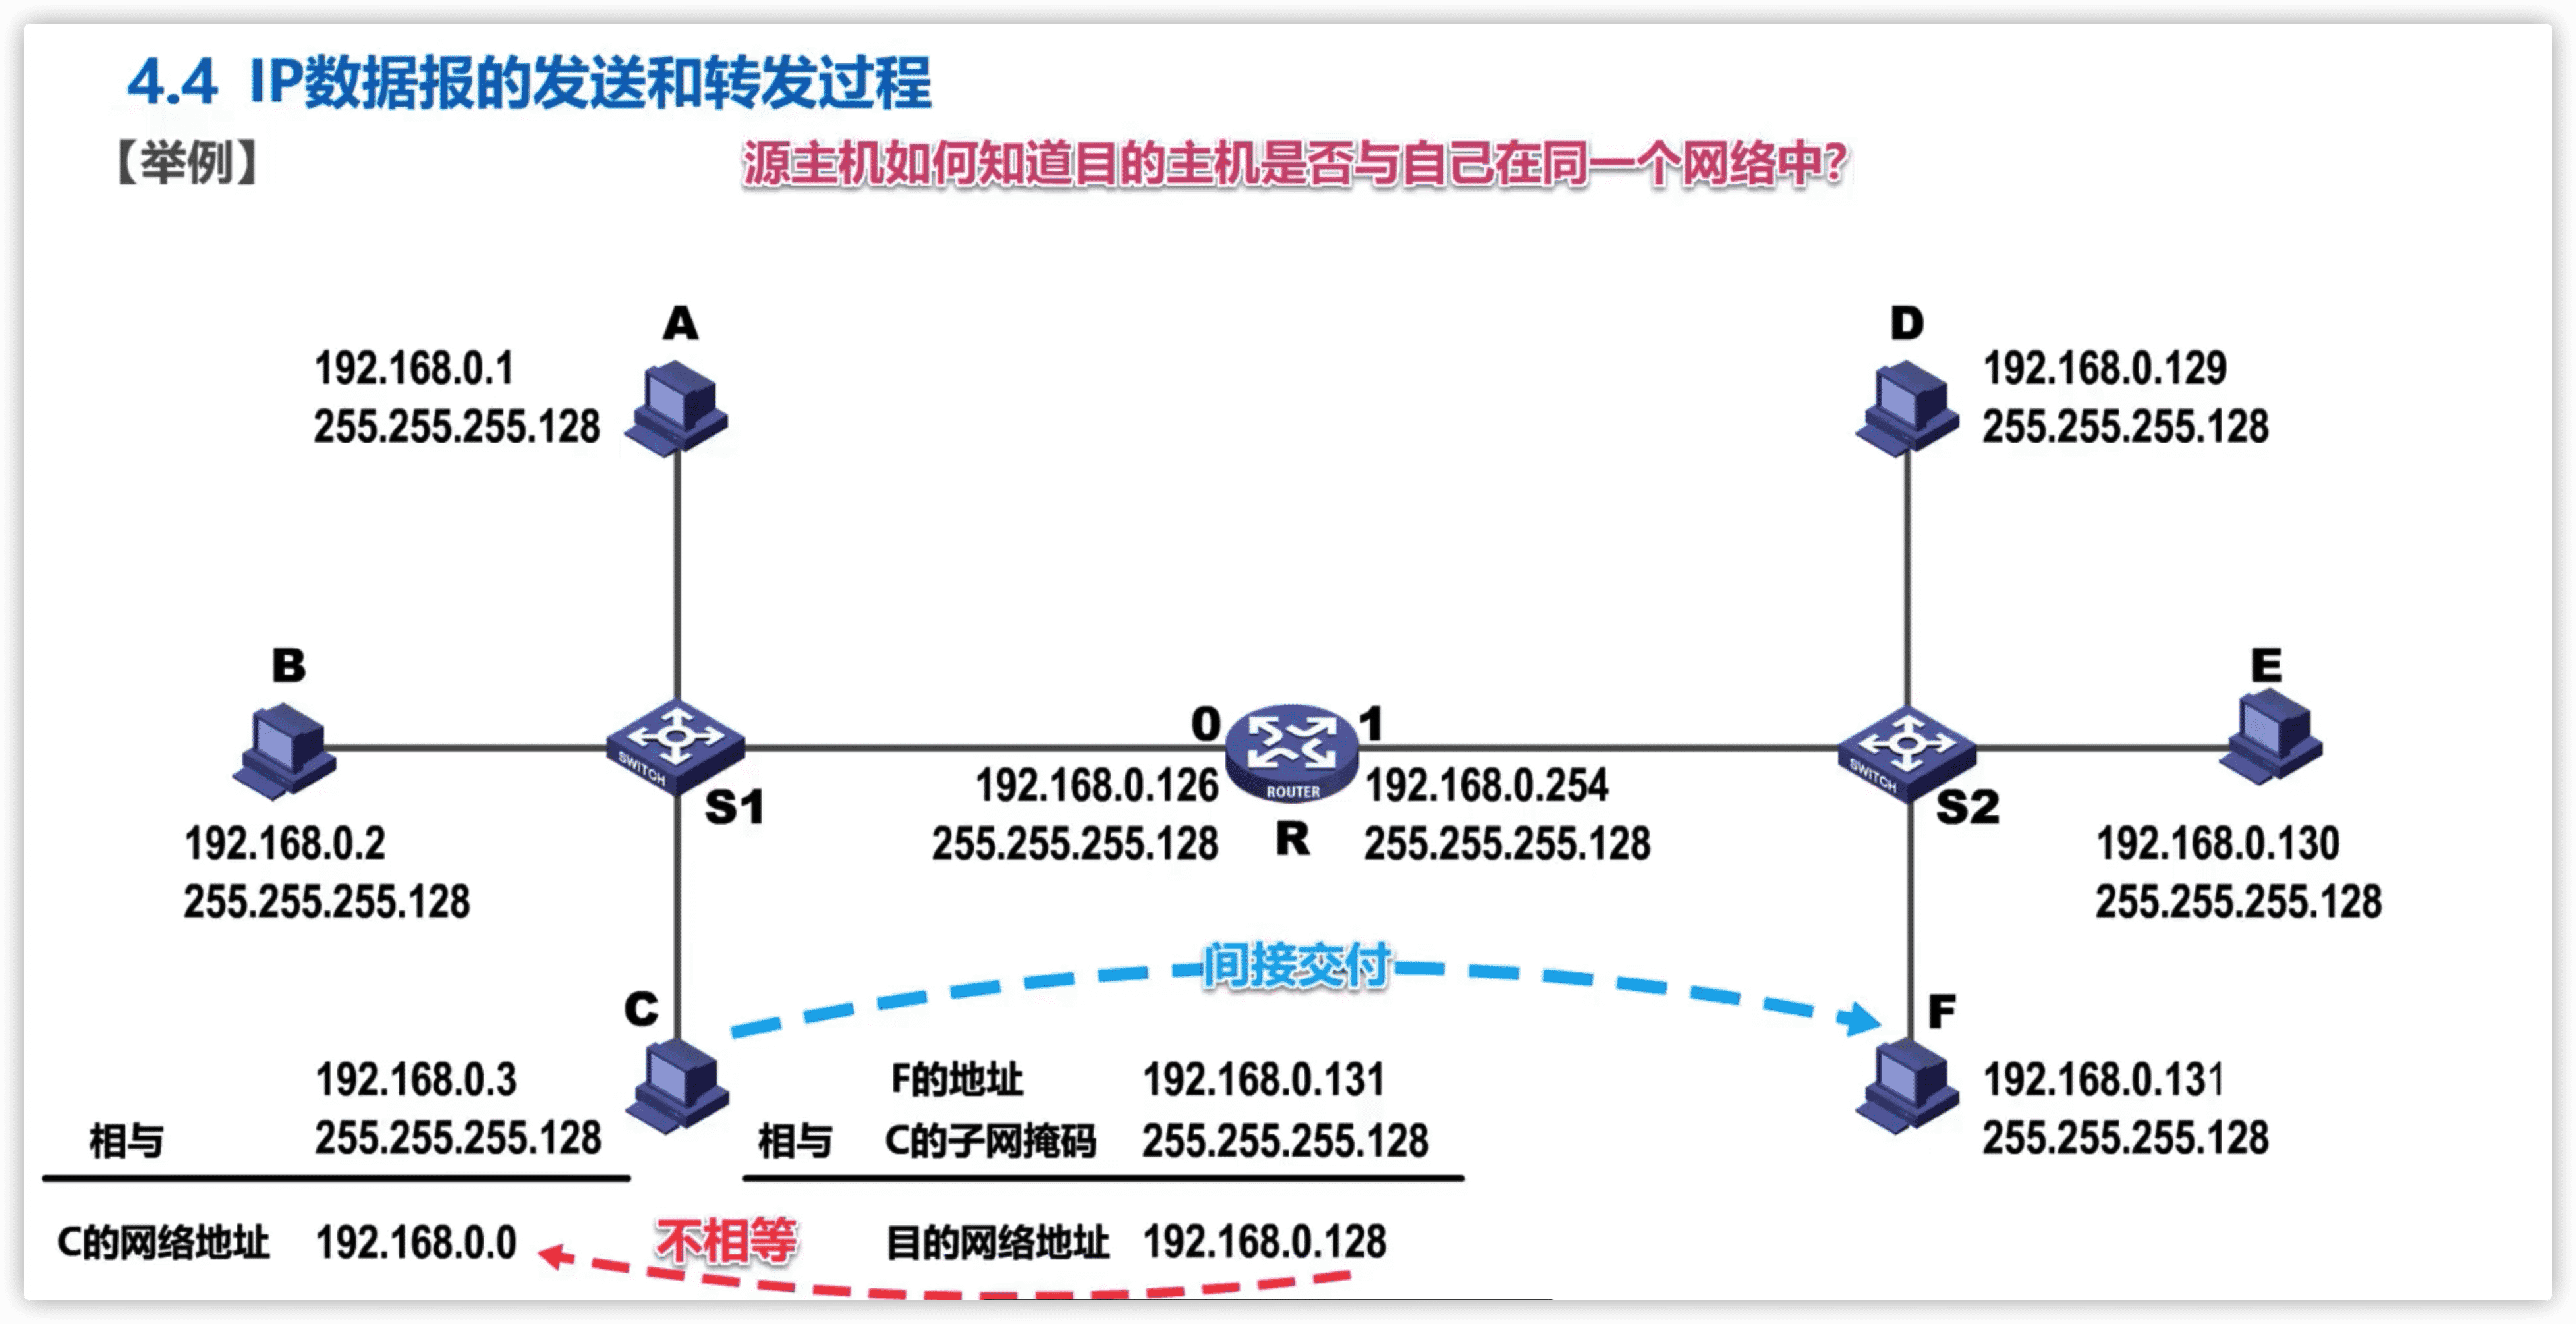 4.4 IP数据报的发送和转发过程
【举例】
源主机如何知道目的主机是否与自己在同一个网络中?
A
192.168.0.1
255.255.255.128
D
192.168.0.129
255.255.255.128
B
192.168.0.2
255.255.255.128
SWITCH
S1
0
1
ROUTER
R
192.168.0.126
255.255.255.128
192.168.0.254
255.255.255.128
SWITCH
S2
E
192.168.0.130
255.255.255.128
间接交付
C
192.168.0.3
相与 255.255.255.128
C的网络地址 192.168.0.0
F的地址 192.168.0.131
相与 C的子网掩码 255.255.255.128
不相等
目的网络地址 192.168.0.128
F
192.168.0.131
255.255.255.128